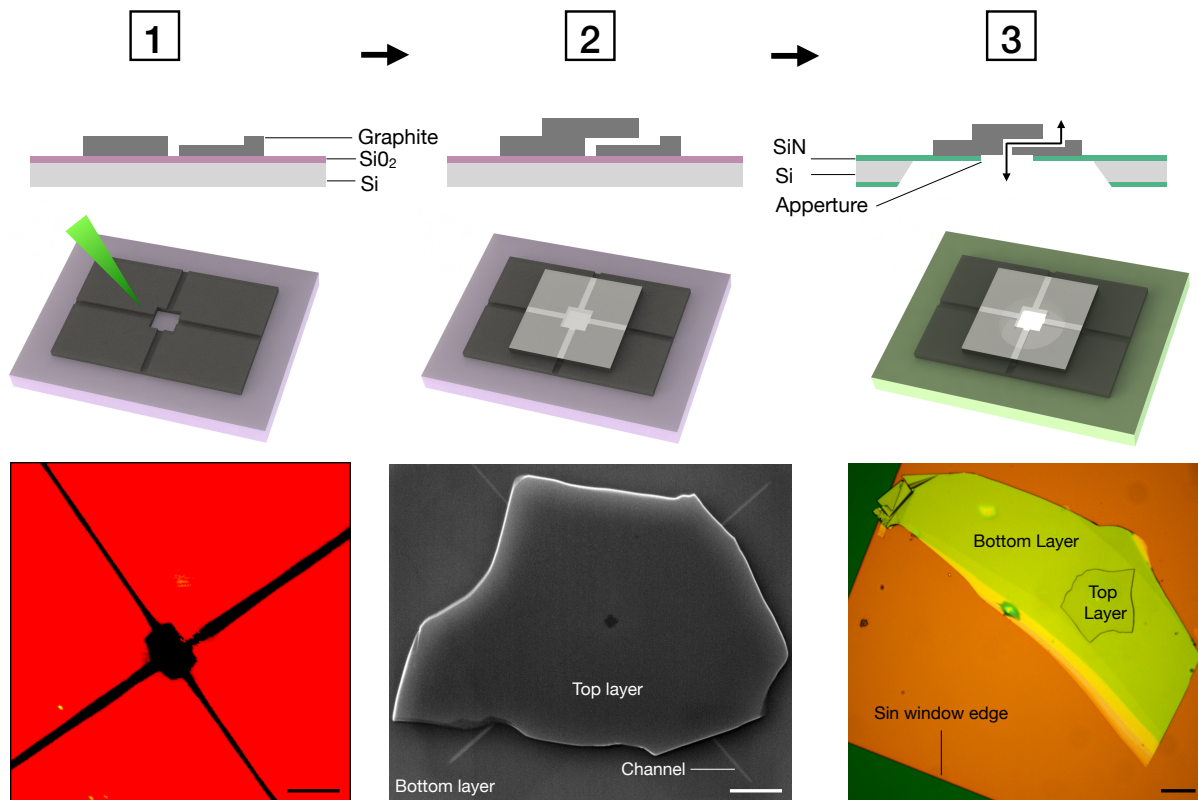 1
2
3
Graphite
SiO₂
Si
SiN
Si
Apperture
Top layer
Channel
Bottom layer
Bottom Layer
Top
Layer
Sin window edge